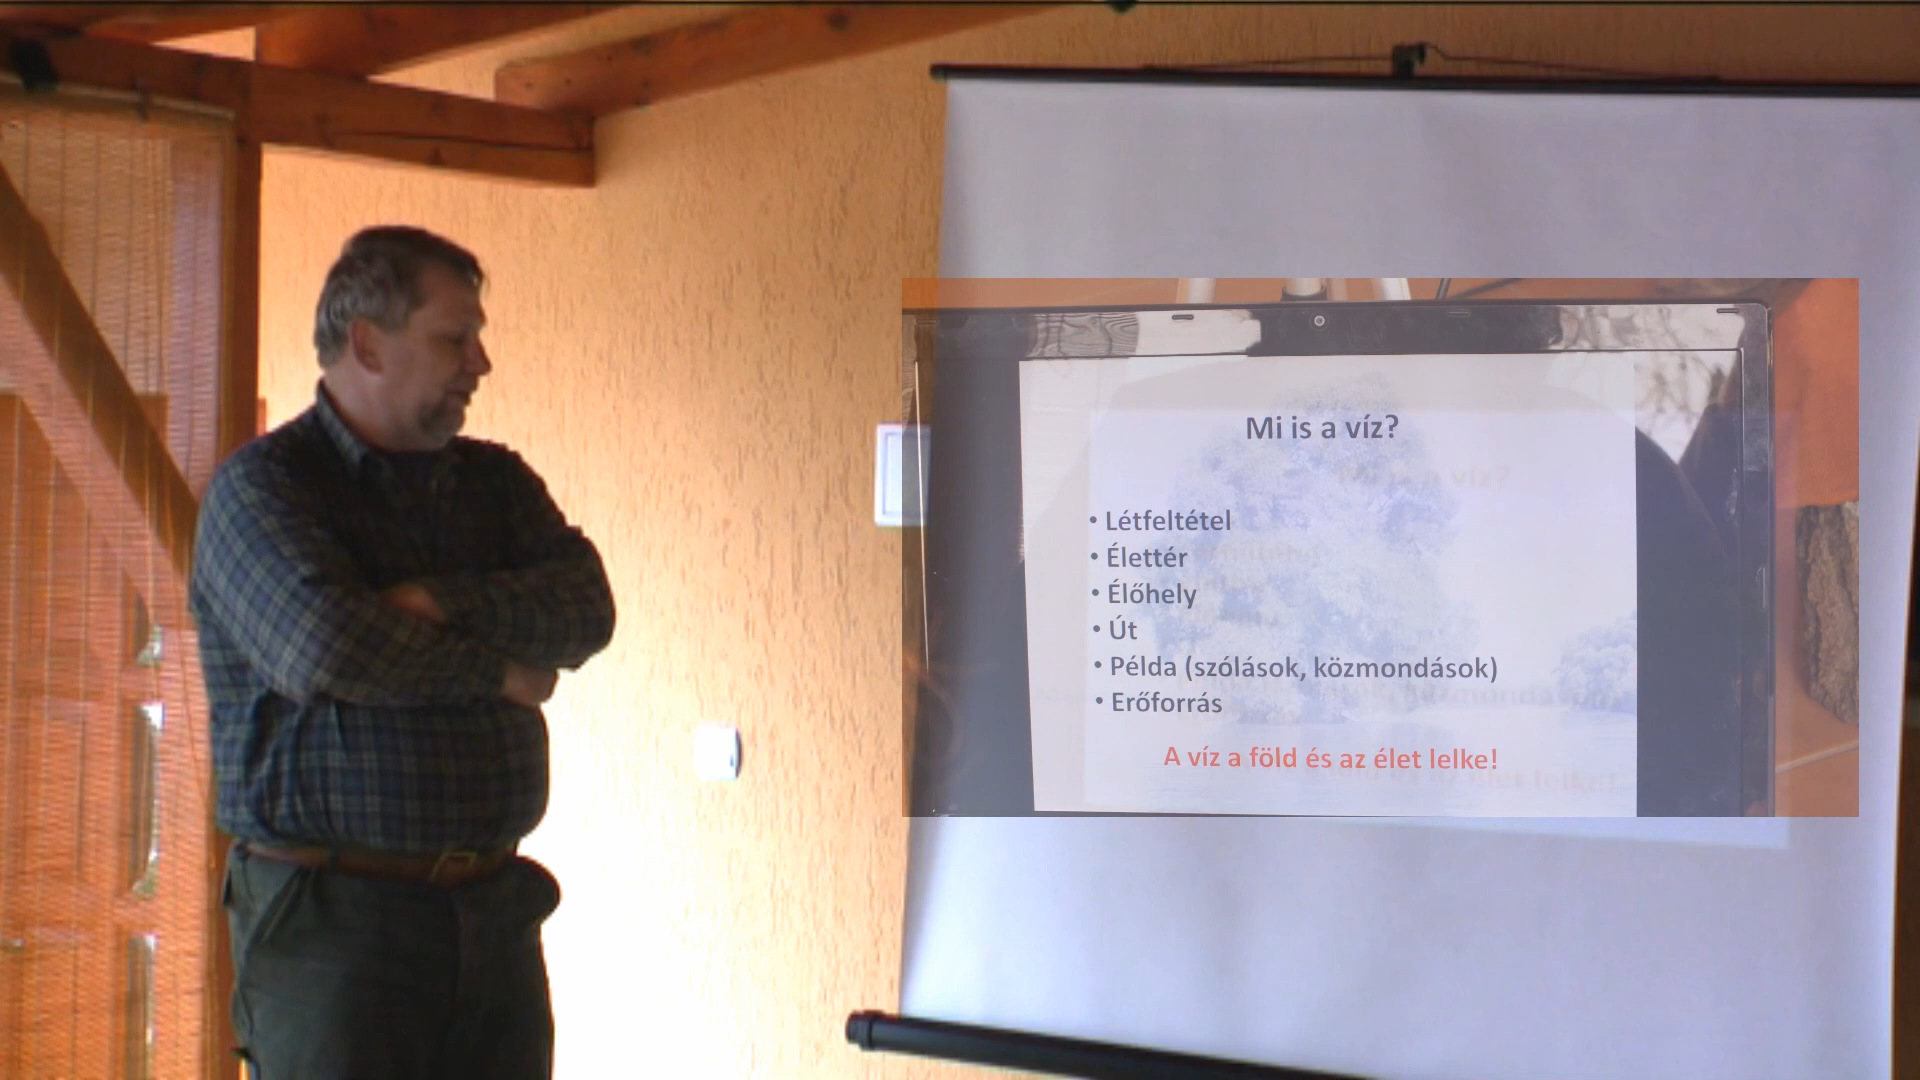 Mi is a víz?
• Létfeltétel
• Élettér
• Élőhely
• Út
• Példa (szólások, közmondások)
• Erőforrás
A víz a föld és az élet lelke!